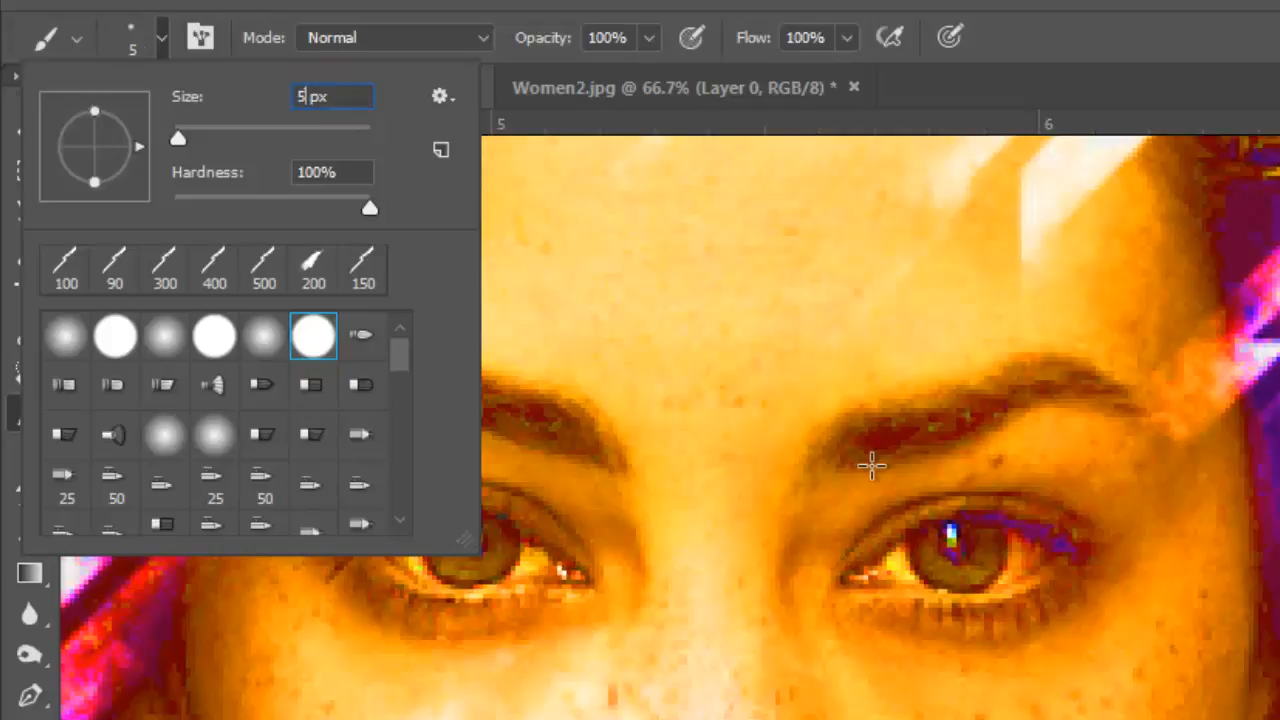 5 Mode: Normal Opacity: 100% Flow: 100%
Size: 5 px
Women2.jpg @ 66.7% (Layer 0, RGB/8) *
5 6
Hardness: 100%
100 90 300 400 500 200 150
25 50 25 50